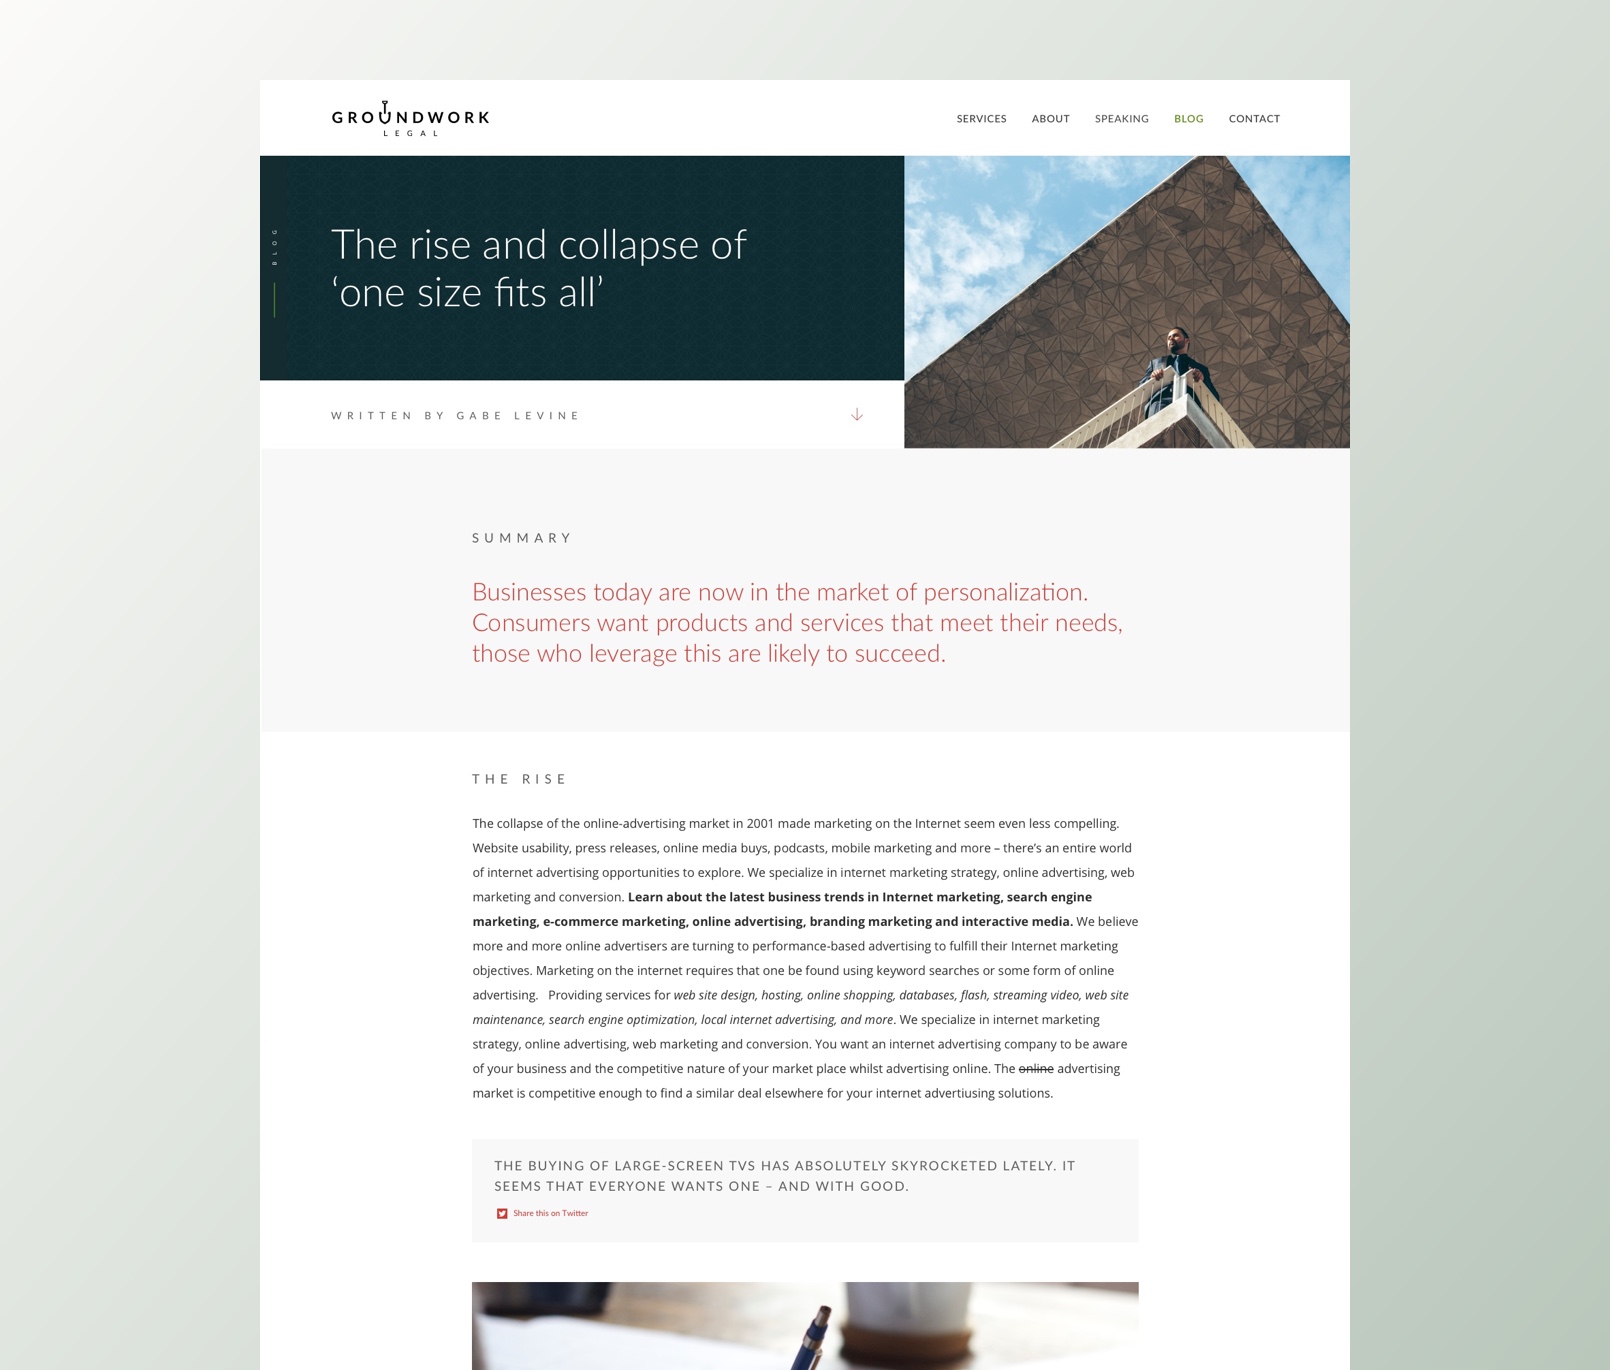 GROUNDWORK
LEGAL
SERVICES ABOUT SPEAKING BLOG CONTACT
BLOG
The rise and collapse of
‘one size fits all’
WRITTEN BY GABE LEVINE
SUMMARY
Businesses today are now in the market of personalization.
Consumers want products and services that meet their needs,
those who leverage this are likely to succeed.
THE RISE
The collapse of the online-advertising market in 2001 made marketing on the Internet seem even less compelling.
Website usability, press releases, online media buys, podcasts, mobile marketing and more – there’s an entire world
of internet advertising opportunities to explore. We specialize in internet marketing strategy, online advertising, web
marketing and conversion. Learn about the latest business trends in Internet marketing, search engine
marketing, e-commerce marketing, online advertising, branding marketing and interactive media. We believe
more and more online advertisers are turning to performance-based advertising to fulfill their Internet marketing
objectives. Marketing on the internet requires that one be found using keyword searches or some form of online
advertising. Providing services for web site design, hosting, online shopping, databases, flash, streaming video, web site
maintenance, search engine optimization, local internet advertising, and more. We specialize in internet marketing
strategy, online advertising, web marketing and conversion. You want an internet advertising company to be aware
of your business and the competitive nature of your market place whilst advertising online. The online advertising
market is competitive enough to find a similar deal elsewhere for your internet advertiusing solutions.
THE BUYING OF LARGE-SCREEN TVS HAS ABSOLUTELY SKYROCKETED LATELY. IT
SEEMS THAT EVERYONE WANTS ONE – AND WITH GOOD.
Share this on Twitter